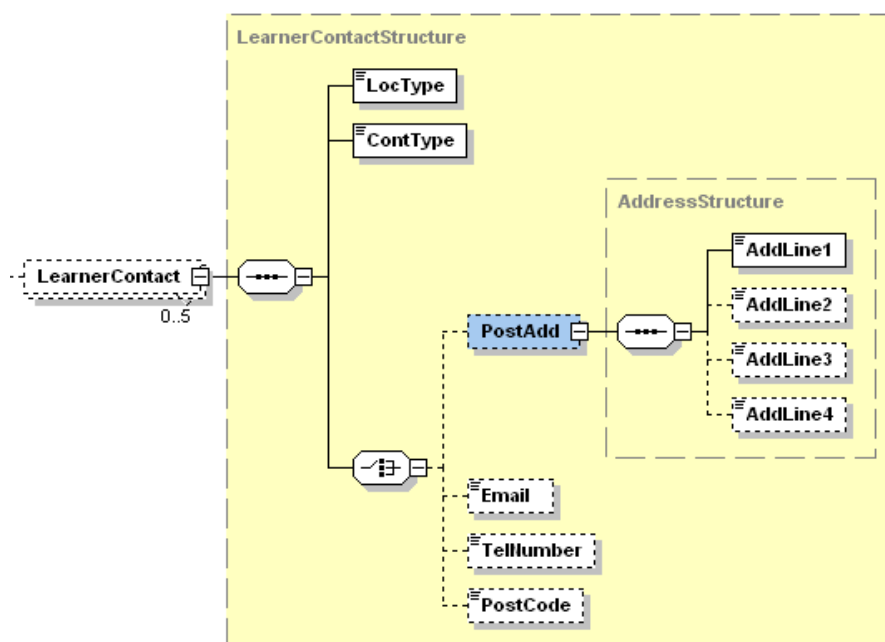 LearnerContactStructure
LocType
ContType
AddressStructure
AddLine1
LearnerContact
0..5
AddLine2
PostAdd
AddLine3
AddLine4
Email
TelNumber
PostCode